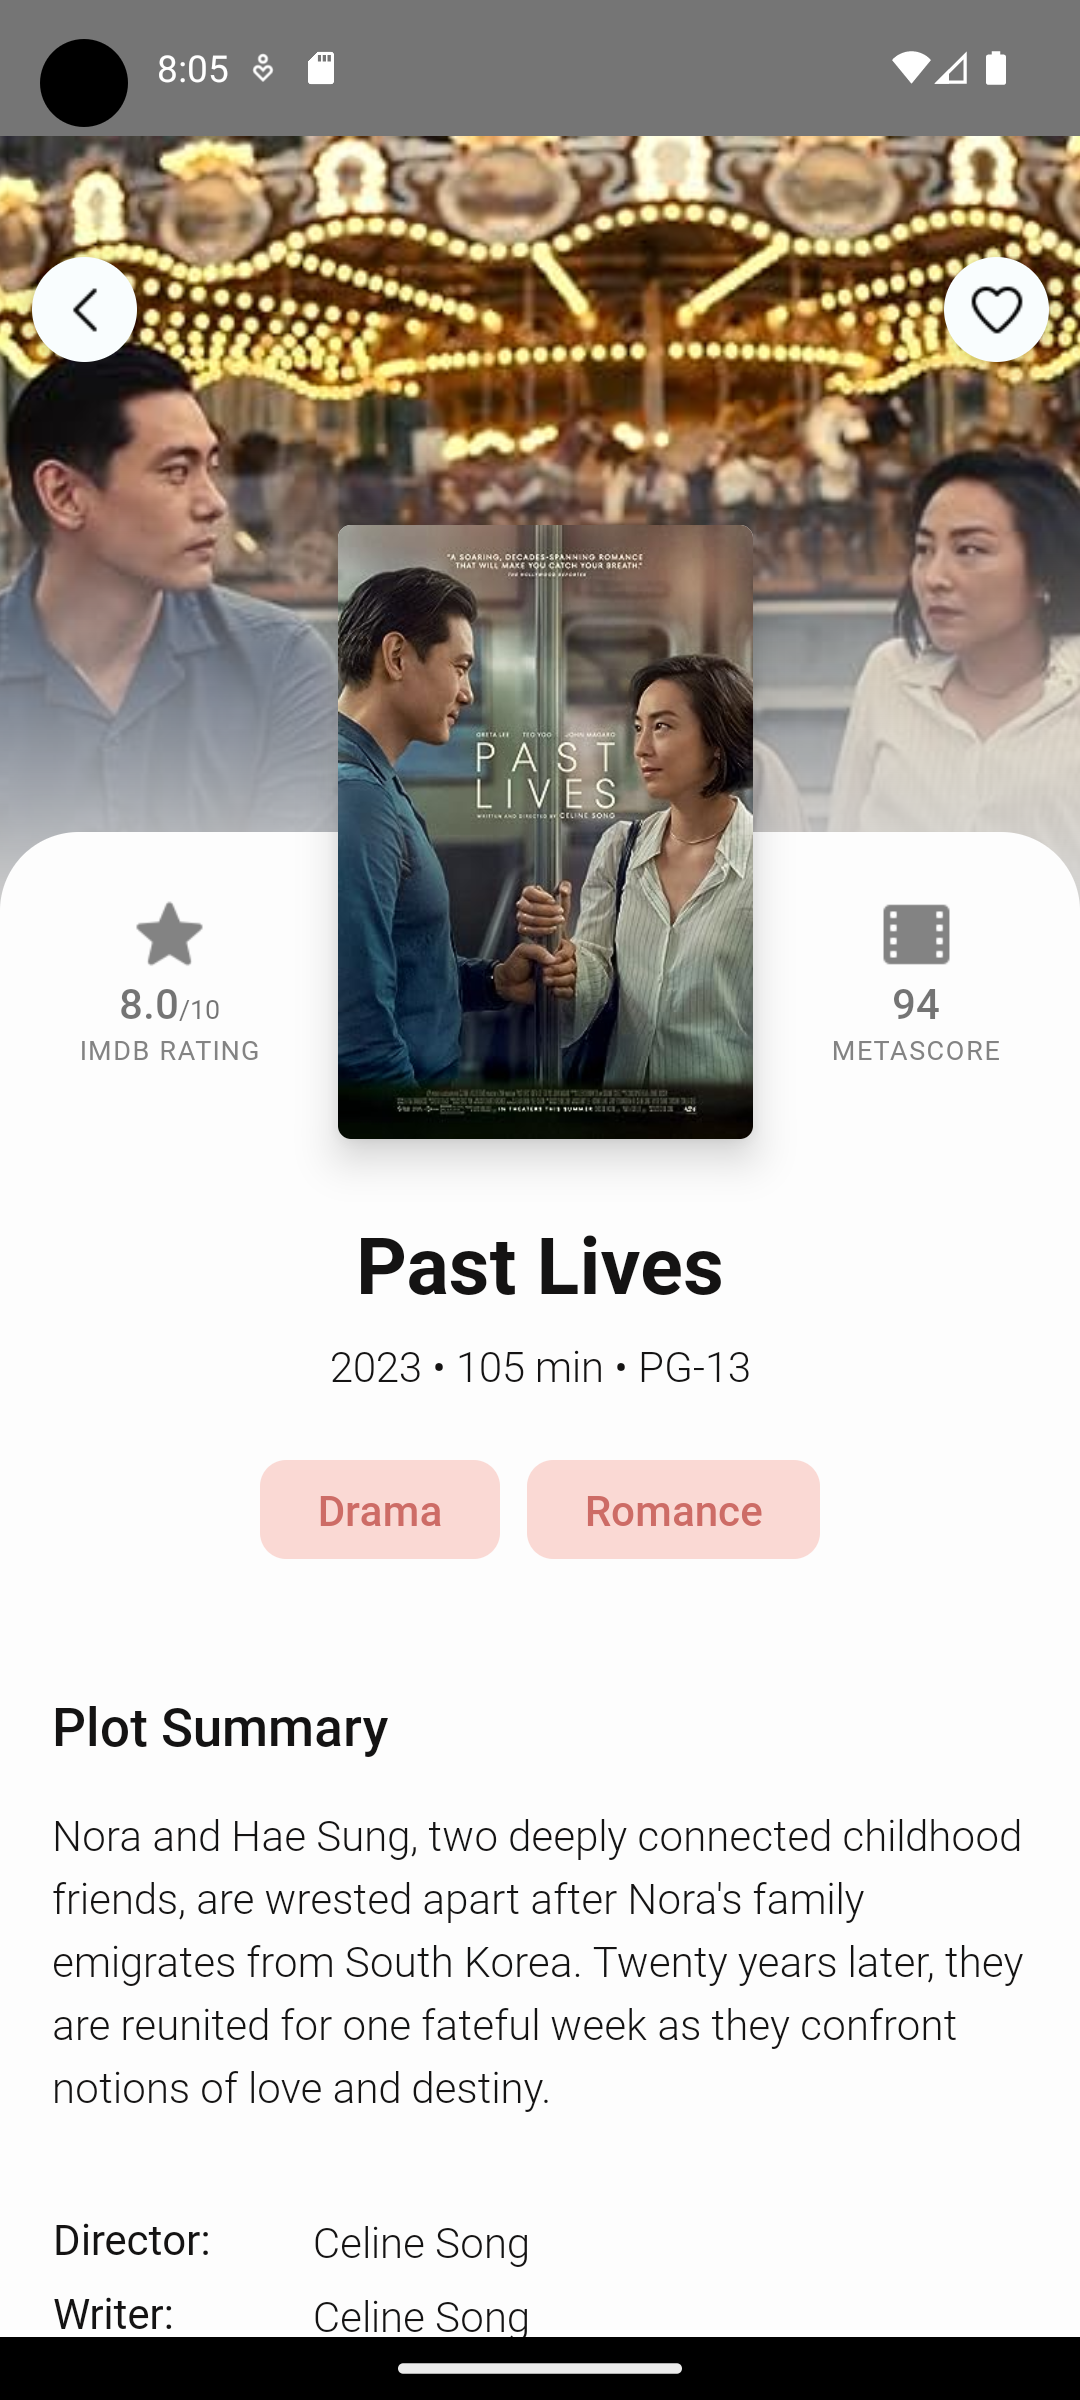 8:05
"A SOARING, DECADES-SPANNING ROMANCE
THAT WILL MAKE YOU CATCH YOUR BREATH."
THE HOLLYWOOD REPORTER
GRETA LEE TEO YOO JOHN MAGARO
PAST
LIVES
WRITTEN AND DIRECTED BY CELINE SONG
IN THEATERS THIS SUMMER
8.0/10
IMDB RATING
94
METASCORE
Past Lives
2023 • 105 min • PG-13
Drama
Romance
Plot Summary
Nora and Hae Sung, two deeply connected childhood
friends, are wrested apart after Nora's family
emigrates from South Korea. Twenty years later, they
are reunited for one fateful week as they confront
notions of love and destiny.
Director: Celine Song
Writer: Celine Song